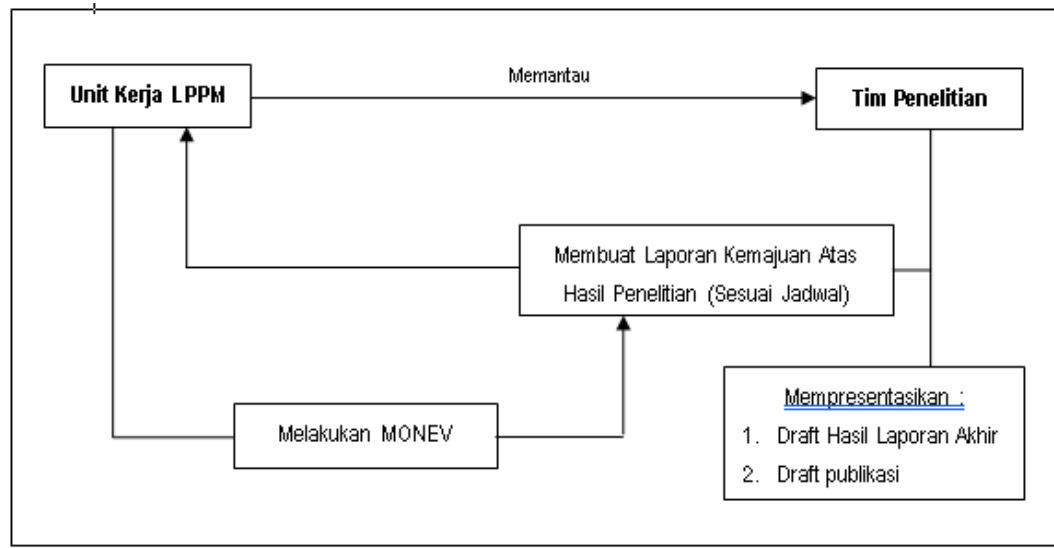 Memantau
Unit Kerja LPPM
Tim Penelitian
Membuat Laporan Kemajuan Atas
Hasil Penelitian (Sesuai Jadwal)
Mempresentasikan :
1. Draft Hasil Laporan Akhir
2. Draft publikasi
Melakukan MONEV